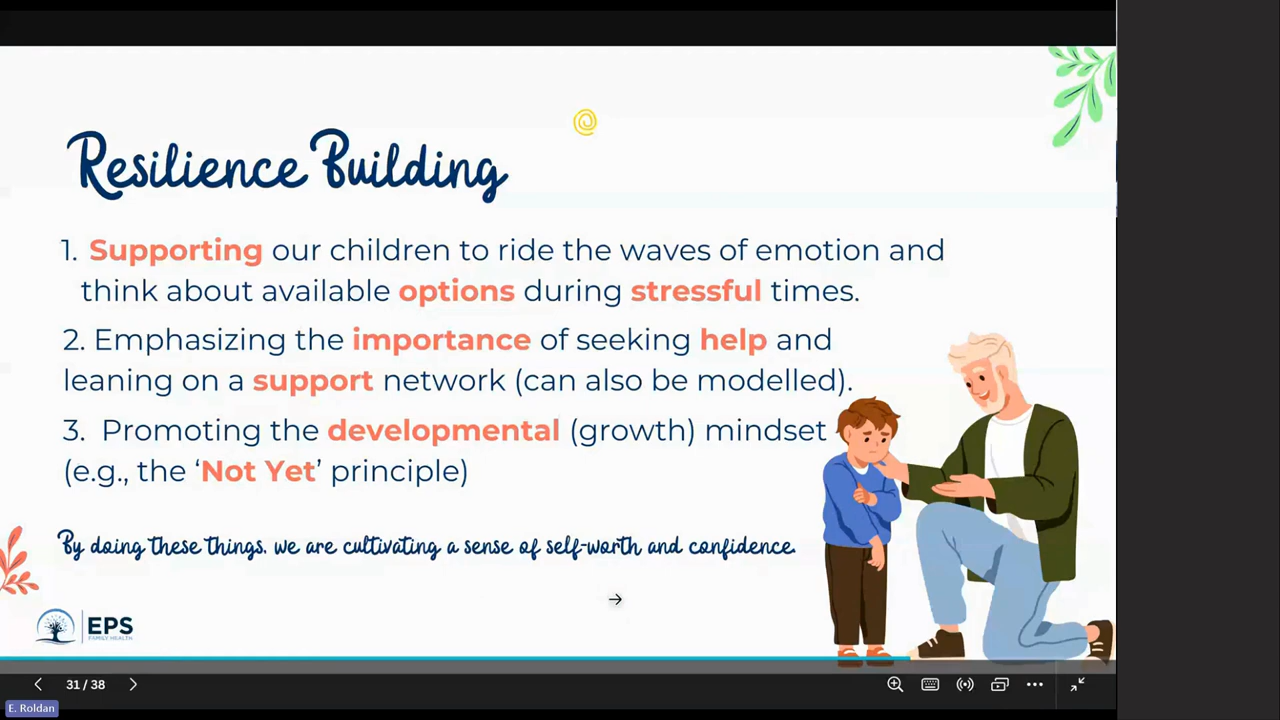 Resilience Building
1. Supporting our children to ride the waves of emotion and
think about available options during stressful times.
2. Emphasizing the importance of seeking help and
leaning on a support network (can also be modelled).
3. Promoting the developmental (growth) mindset
(e.g., the ‘Not Yet’ principle)
By doing these things, we are cultivating a sense of self-worth and confidence.
EPS
FAMILY HEALTH
31 / 38
E. Roldan